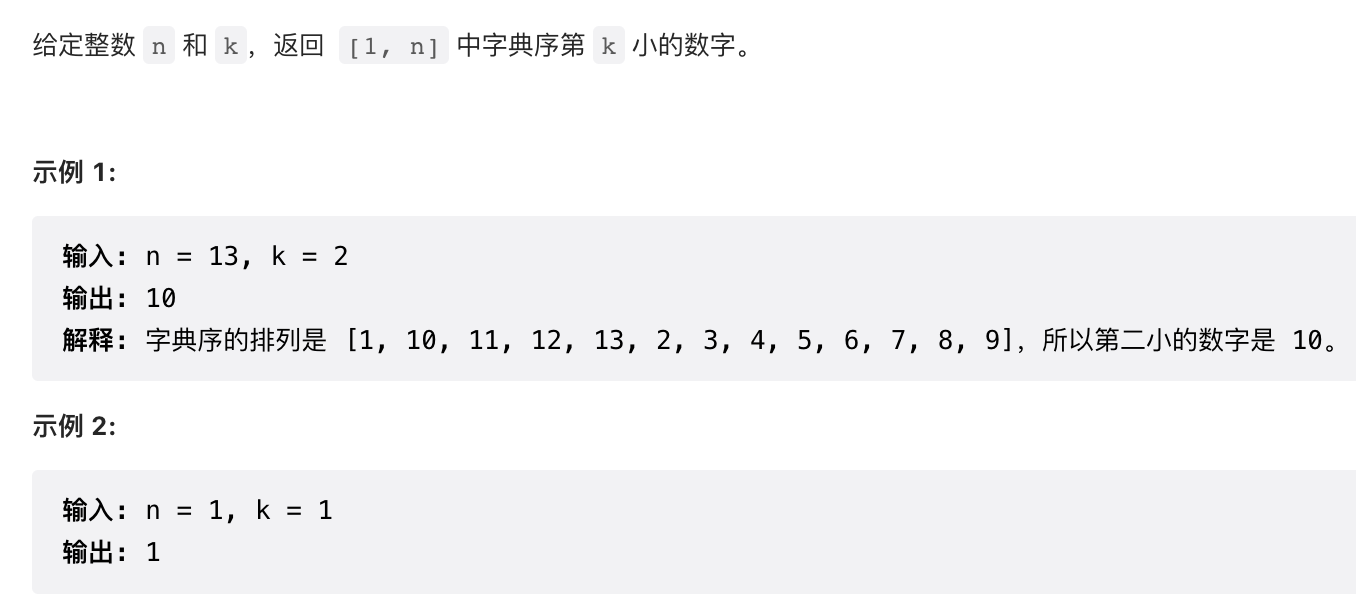 给定整数 n 和 k，返回 [1, n] 中字典序第 k 小的数字。
示例 1:
输入: n = 13, k = 2
输出: 10
解释: 字典序的排列是 [1, 10, 11, 12, 13, 2, 3, 4, 5, 6, 7, 8, 9]，所以第二小的数字是 10。
示例 2:
输入: n = 1, k = 1
输出: 1